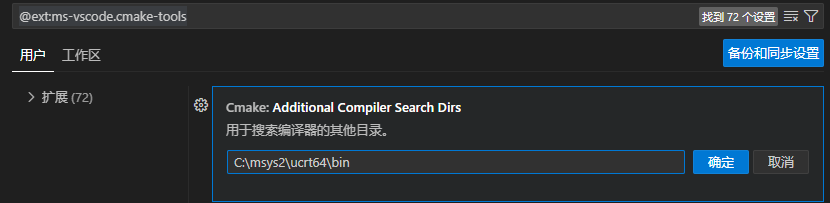 @ext:ms-vscode.cmake-tools
找到 72 个设置
用户 工作区
备份和同步设置
扩展 (72)
Cmake: Additional Compiler Search Dirs
用于搜索编译器的其他目录。
C:\msys2\ucrt64\bin
确定 取消